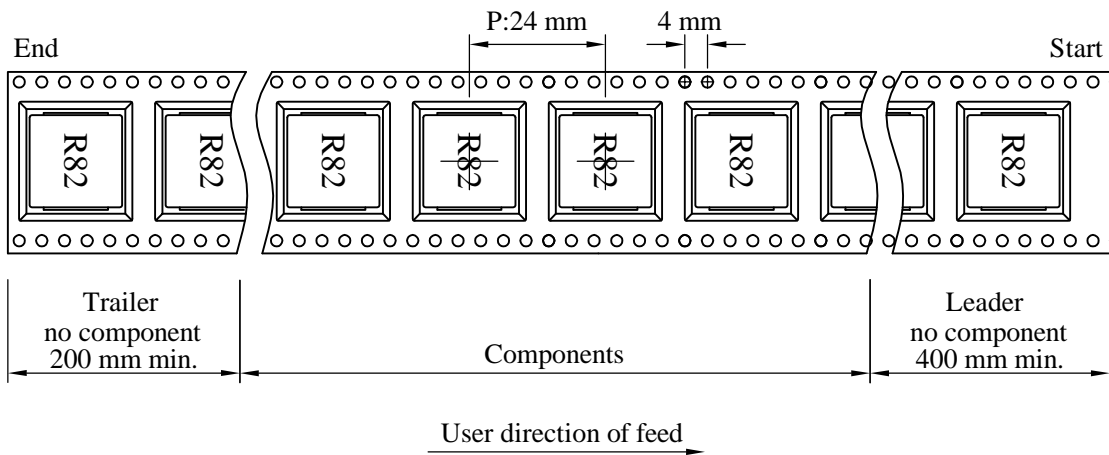 P:24 mm
4 mm
End
Start
R82
R82
R82
R82
R82
R82
R82
Trailer
no component
200 mm min.
Components
Leader
no component
400 mm min.
User direction of feed